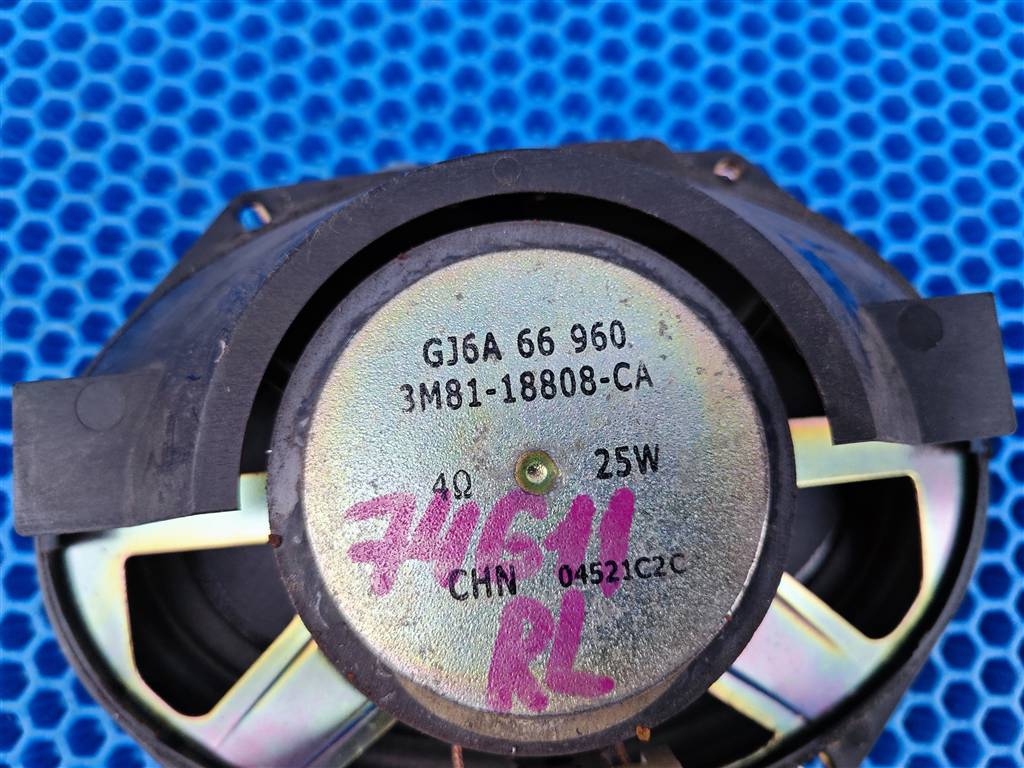 GJ6A 66 960
3M81-18808-CA
4Ω 25W
74611
CHN 04521C2C
RL